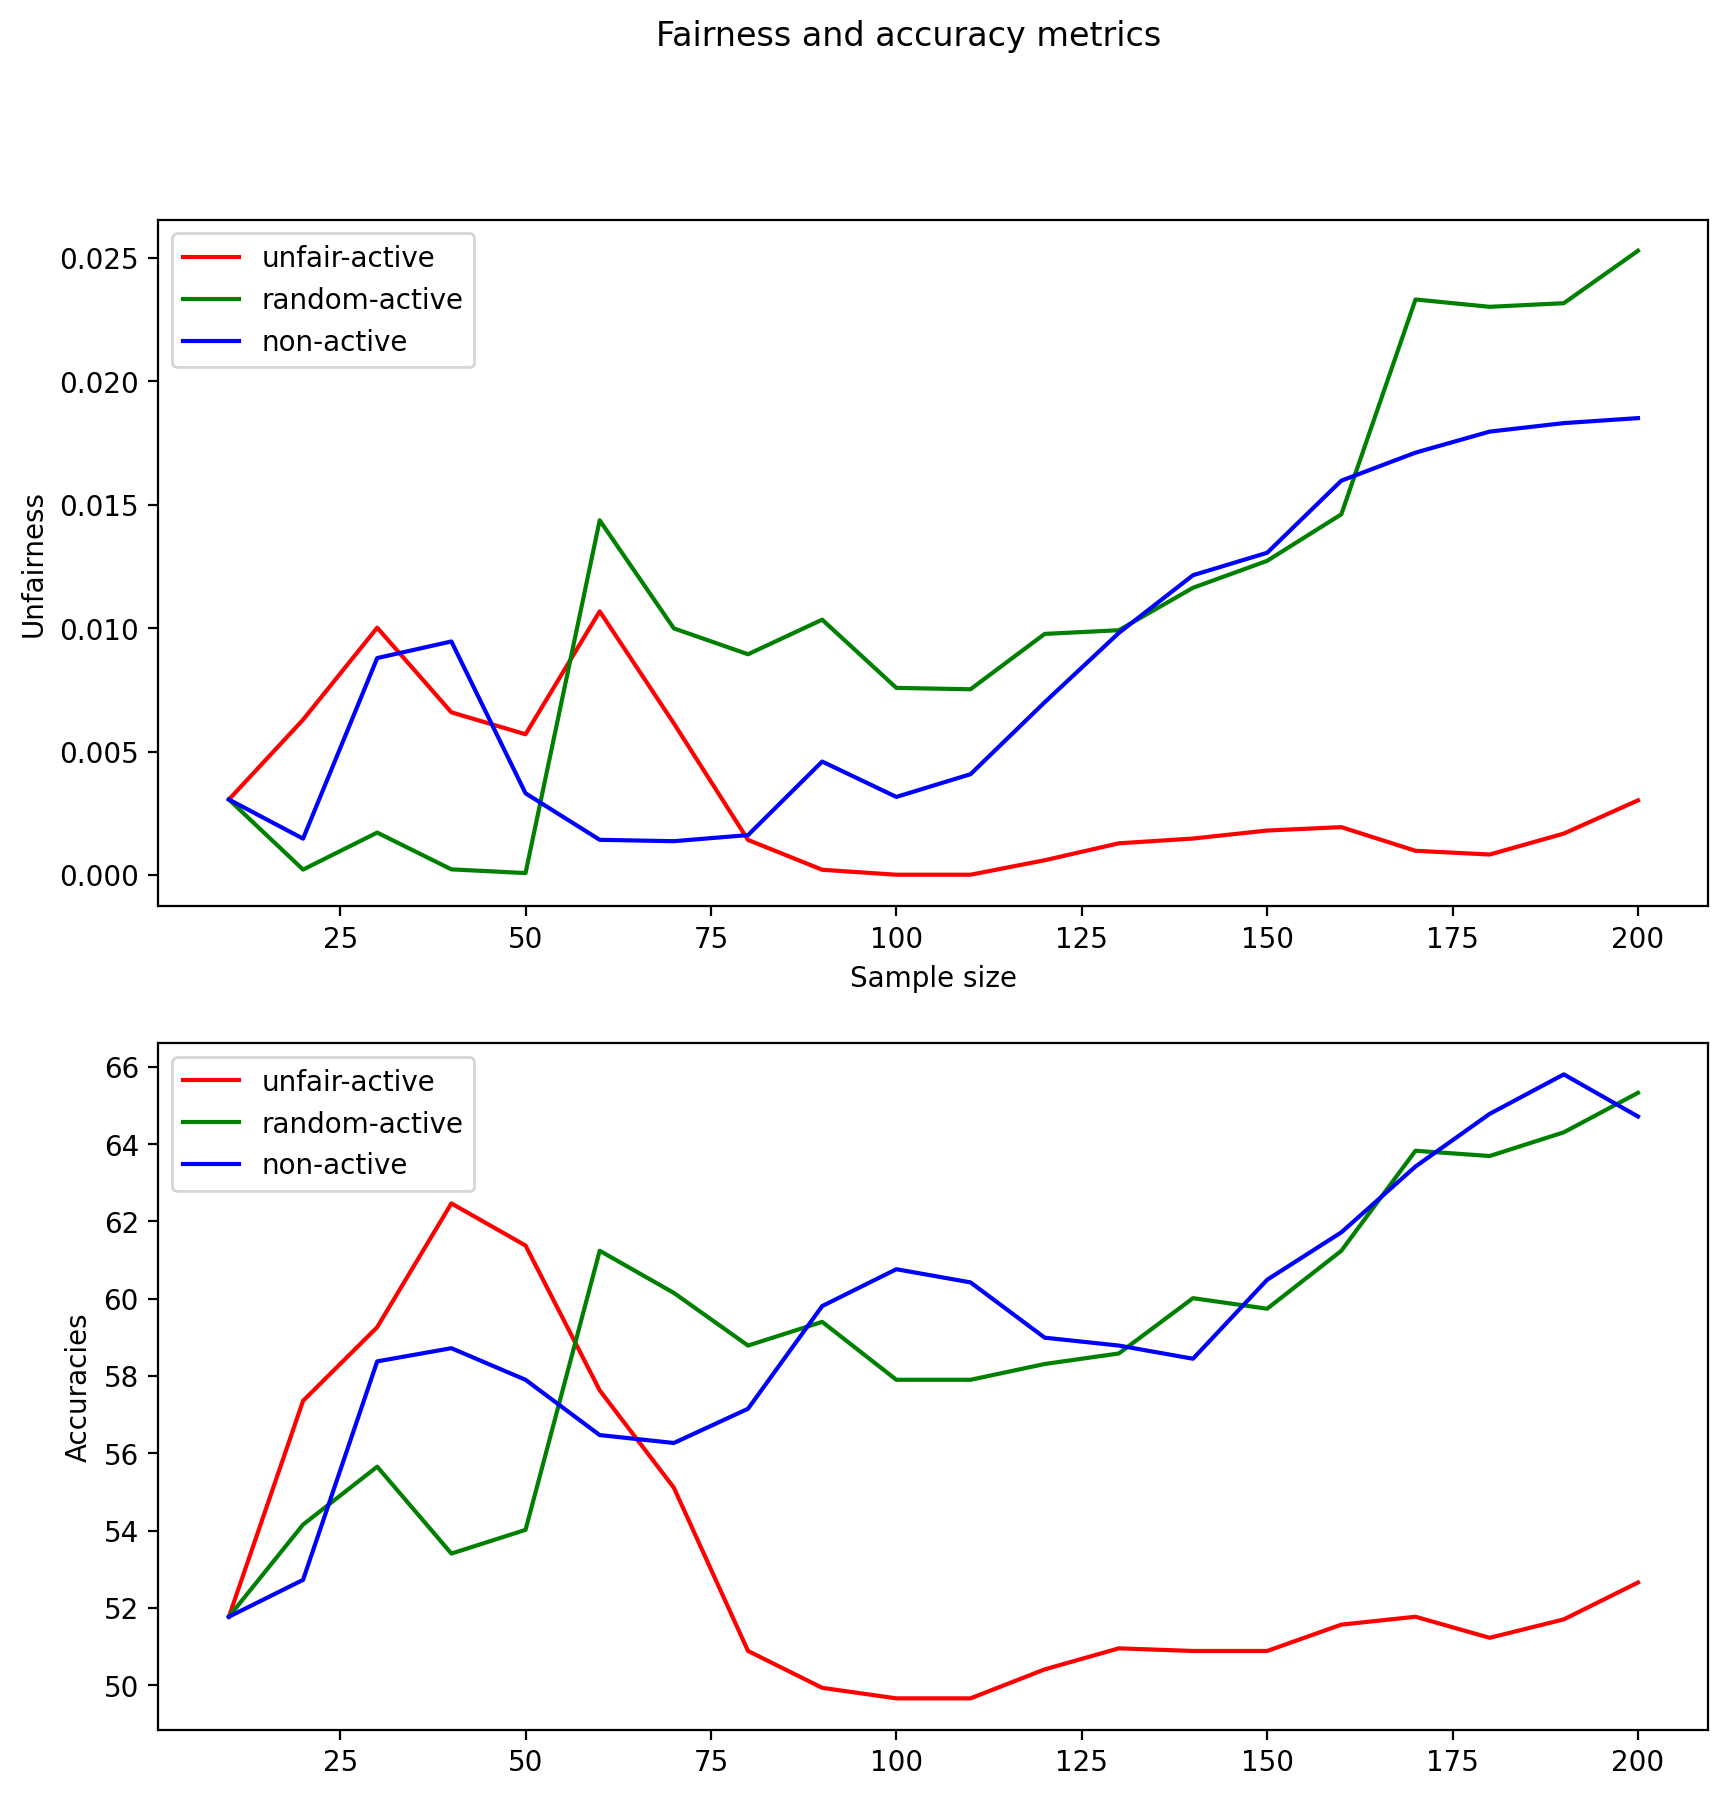 Fairness and accuracy metrics
unfair-active
random-active
non-active
0.025
0.020
0.015
0.010
0.005
0.000
Unfairness
25 50 75 100 125 150 175 200
Sample size
unfair-active
random-active
non-active
66
64
62
60
58
56
54
52
50
Accuracies
25 50 75 100 125 150 175 200